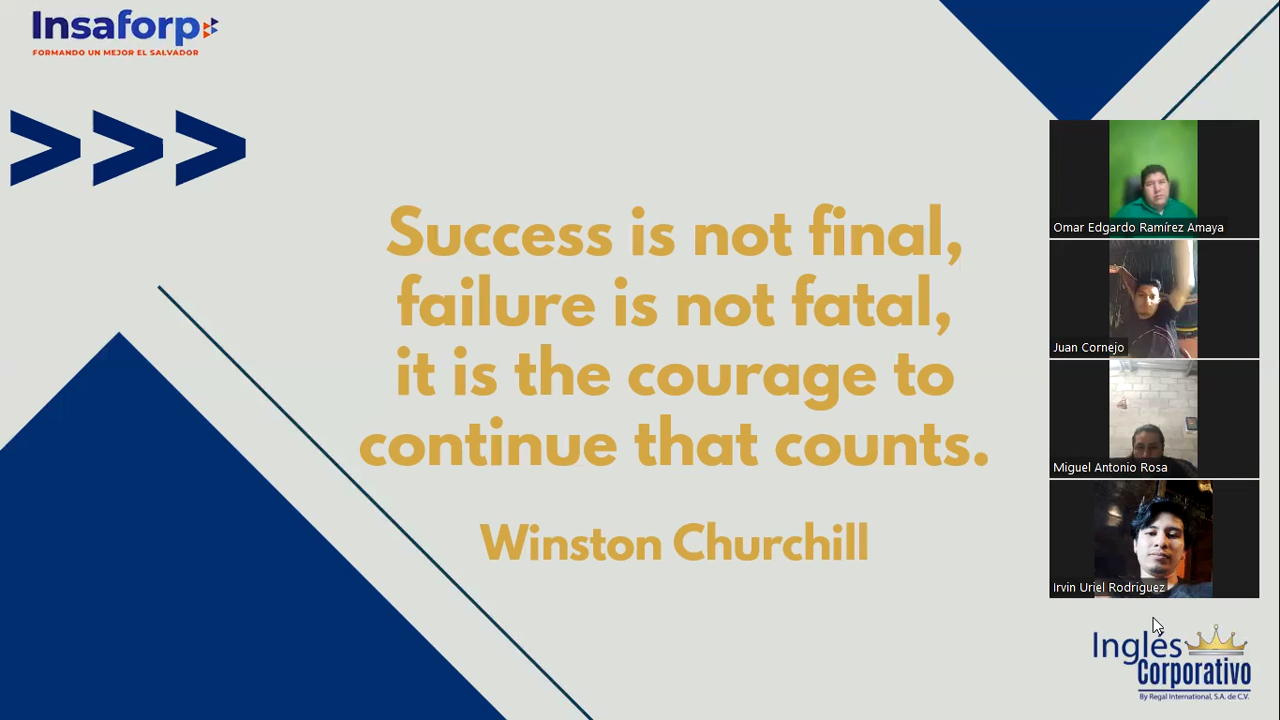 Insaforp
FORMANDO UN MEJOR EL SALVADOR
>>>
Success is not final,
failure is not fatal,
it is the courage to
continue that counts.
Winston Churchill
Omar Edgardo Ramírez Amaya
Juan Cornejo
Miguel Antonio Rosa
Irvin Uriel Rodriguez
Inglés
Corporativo
By Regal International, S.A. de C.V.